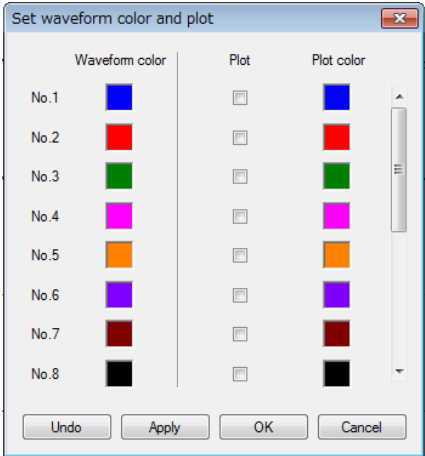 Set waveform color and plot
Waveform color Plot Plot color
No.1
No.2
No.3
No.4
No.5
No.6
No.7
No.8
Undo Apply OK Cancel